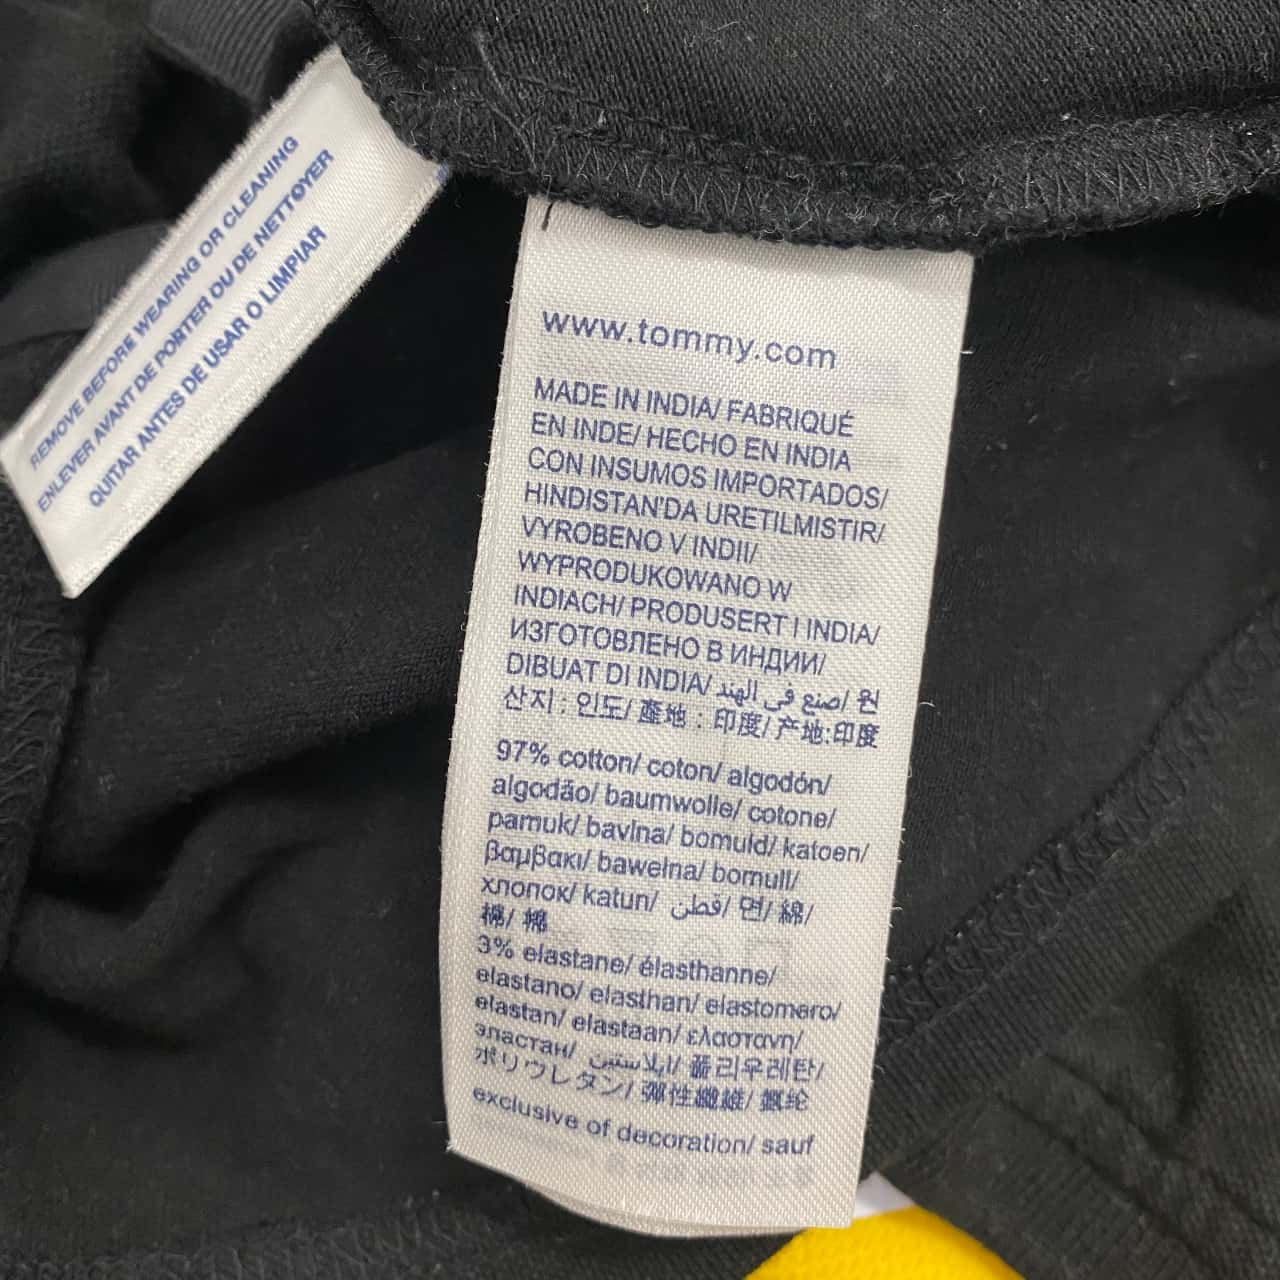 REMOVE BEFORE WEARING OR CLEANING
ENLEVER AVANT DE PORTER OU DE NETTOYER
QUITAR ANTES DE USAR O LIMPIAR
www.tommy.com
MADE IN INDIA/ FABRIQUÉ
EN INDE/ HECHO EN INDIA
CON INSUMOS IMPORTADOS/
HINDISTAN'DA URETILMISTIR/
VYROBENO V INDII/
WYPRODUKOWANO W
INDIACH/ PRODUSERT I INDIA/
ИЗГОТОВЛЕНО В ИНДИИ/
DIBUAT DI INDIA/ صنع في الهند/ 원
산지 : 인도/ 產地 : 印度/ 产地:印度
97% cotton/ coton/ algodón/
algodão/ baumwolle/ cotone/
pamuk/ bavlna/ bomuld/ katoen/
βαμβακι/ bawełna/ bomull/
хлопок/ katun/ قطن/ 면/ 綿/
棉/ 棉
3% elastane/ élasthanne/
elastano/ elasthan/ elastomero/
elastan/ elastaan/ ελαστανη/
эластан/ ايلاستين/ 폴리우레탄/
ポリウレタン/ 彈性纖維/ 氨纶
exclusive of decoration/ sauf